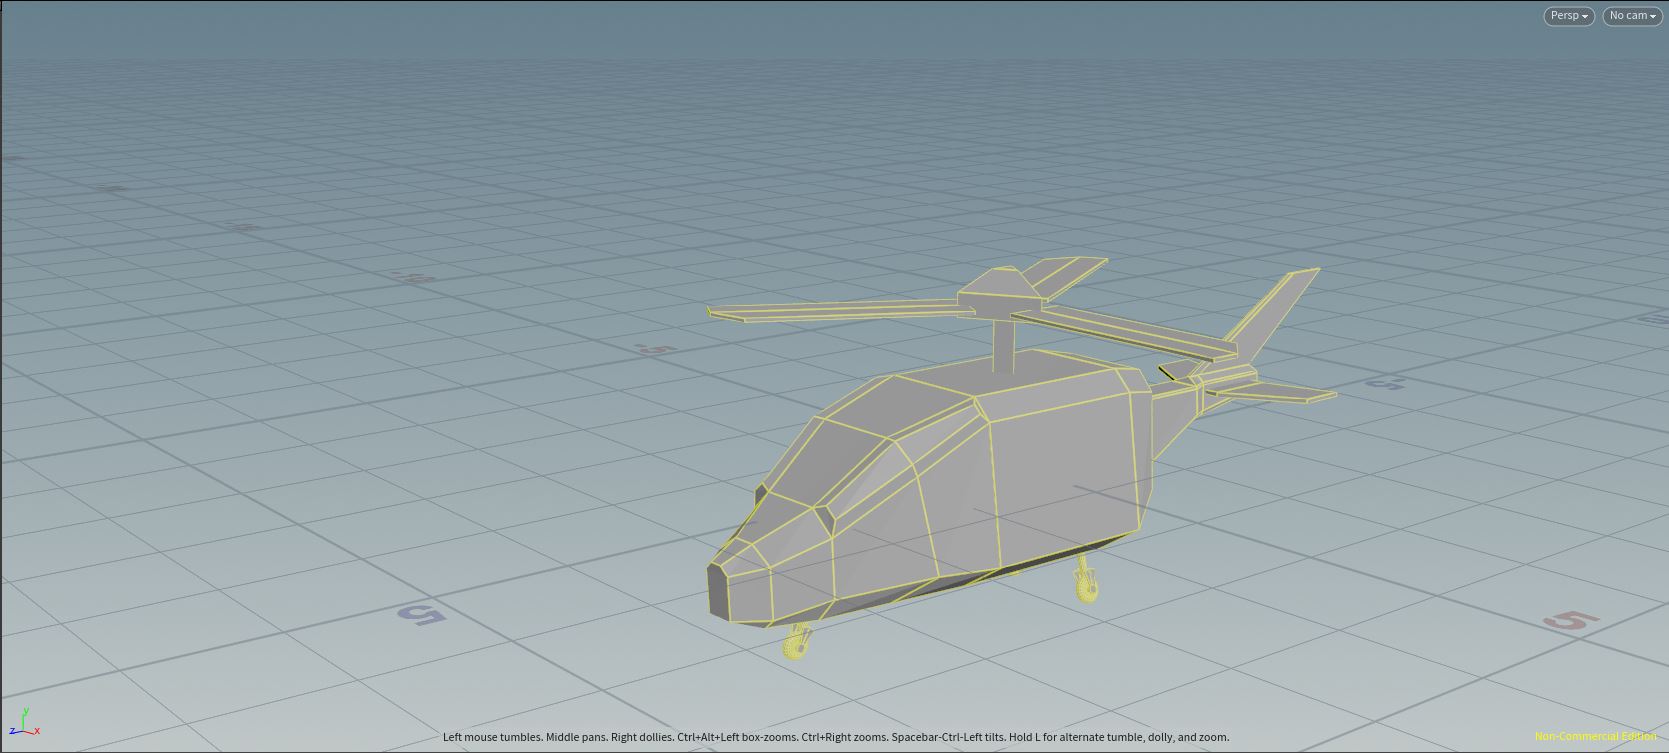 Persp
No cam
5
5
5
5
5
Left mouse tumbles. Middle pans. Right dollies. Ctrl+Alt+Left box-zooms. Ctrl+Right zooms. Spacebar-Ctrl-Left tilts. Hold L for alternate tumble, dolly, and zoom.
Non-Commercial Edition
y
z x